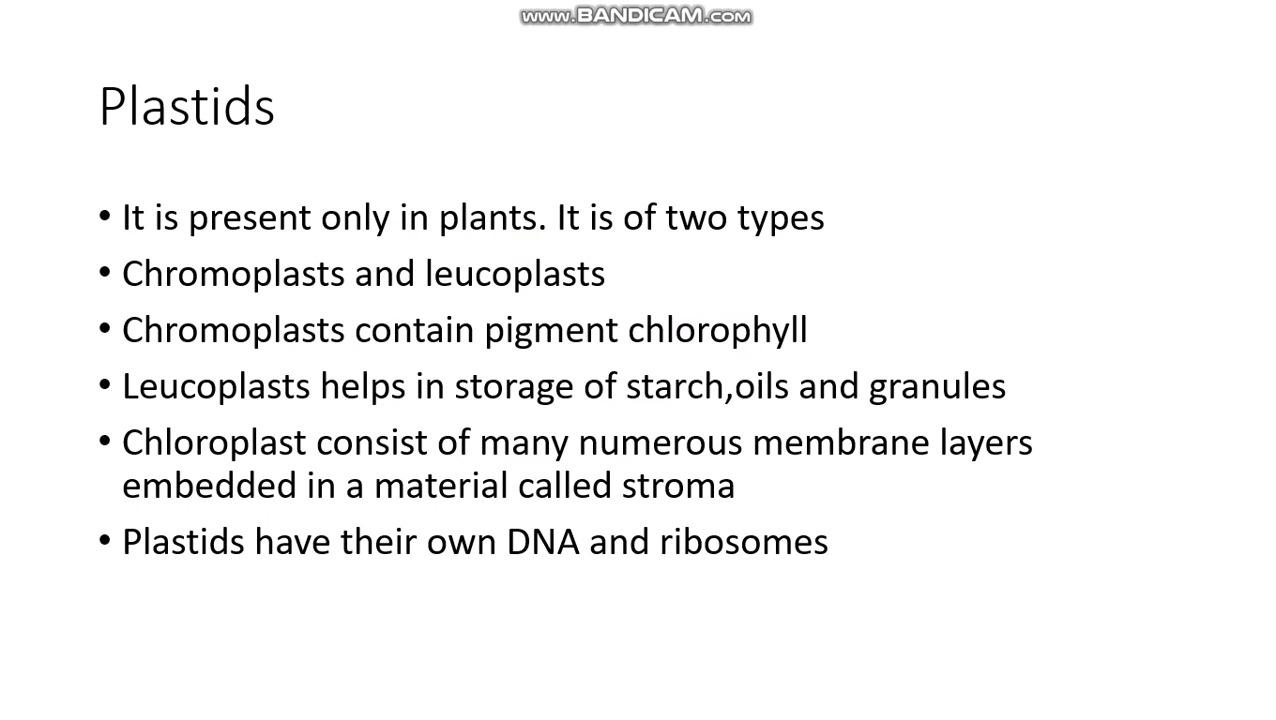 www.BANDICAM.com
Plastids
• It is present only in plants. It is of two types
• Chromoplasts and leucoplasts
• Chromoplasts contain pigment chlorophyll
• Leucoplasts helps in storage of starch,oils and granules
• Chloroplast consist of many numerous membrane layers
embedded in a material called stroma
• Plastids have their own DNA and ribosomes